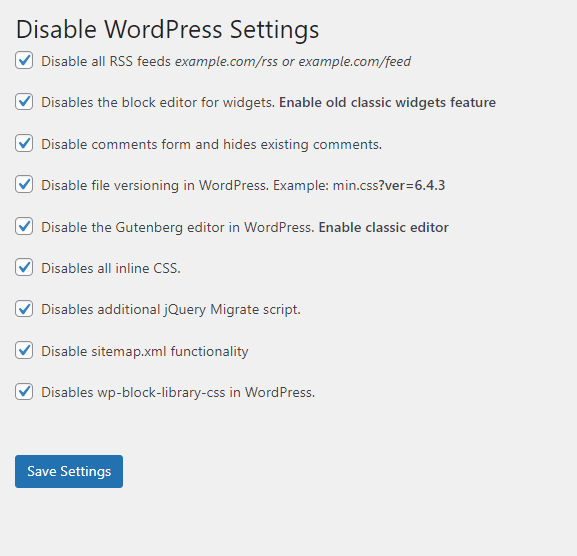 Disable WordPress Settings
Disable all RSS feeds example.com/rss or example.com/feed
Disables the block editor for widgets. Enable old classic widgets feature
Disable comments form and hides existing comments.
Disable file versioning in WordPress. Example: min.css?ver=6.4.3
Disable the Gutenberg editor in WordPress. Enable classic editor
Disables all inline CSS.
Disables additional jQuery Migrate script.
Disable sitemap.xml functionality
Disables wp-block-library-css in WordPress.
Save Settings